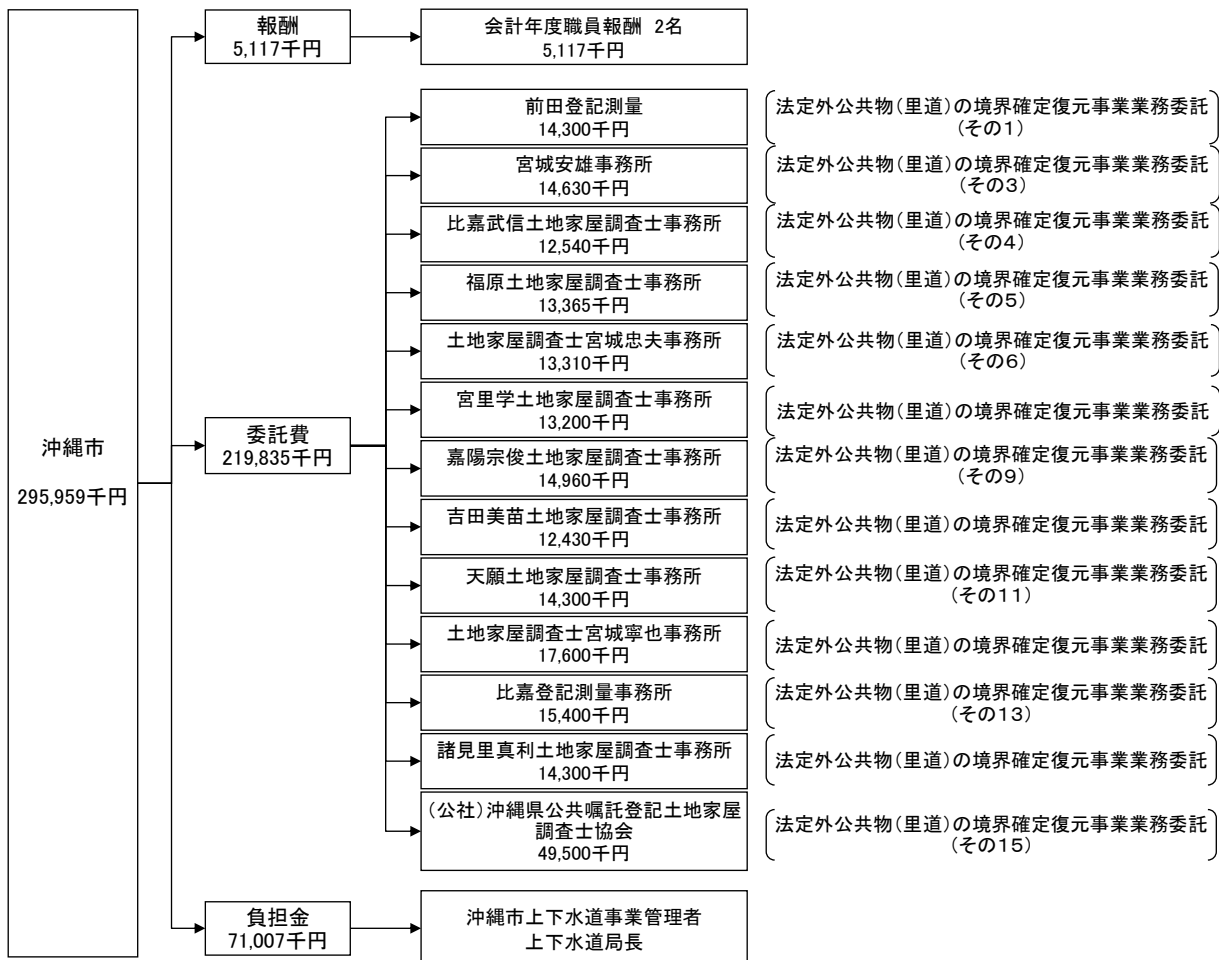 沖縄市
295,959千円
報酬
5,117千円
会計年度職員報酬 2名
5,117千円
委託費
219,835千円
前田登記測量
14,300千円
法定外公共物(里道)の境界確定復元事業業務委託
(その1)
宮城安雄事務所
14,630千円
法定外公共物(里道)の境界確定復元事業業務委託
(その3)
比嘉武信土地家屋調査士事務所
12,540千円
法定外公共物(里道)の境界確定復元事業業務委託
(その4)
福原土地家屋調査士事務所
13,365千円
法定外公共物(里道)の境界確定復元事業業務委託
(その5)
土地家屋調査士宮城忠夫事務所
13,310千円
法定外公共物(里道)の境界確定復元事業業務委託
(その6)
宮里学土地家屋調査士事務所
13,200千円
法定外公共物(里道)の境界確定復元事業業務委託
嘉陽宗俊土地家屋調査士事務所
14,960千円
法定外公共物(里道)の境界確定復元事業業務委託
(その9)
吉田美苗土地家屋調査士事務所
12,430千円
法定外公共物(里道)の境界確定復元事業業務委託
天願土地家屋調査士事務所
14,300千円
法定外公共物(里道)の境界確定復元事業業務委託
(その11)
土地家屋調査士宮城寧也事務所
17,600千円
法定外公共物(里道)の境界確定復元事業業務委託
比嘉登記測量事務所
15,400千円
法定外公共物(里道)の境界確定復元事業業務委託
(その13)
諸見里真利土地家屋調査士事務所
14,300千円
法定外公共物(里道)の境界確定復元事業業務委託
(公社)沖縄県公共嘱託登記土地家屋
調査士協会
49,500千円
法定外公共物(里道)の境界確定復元事業業務委託
(その15)
負担金
71,007千円
沖縄市上下水道事業管理者
上下水道局長